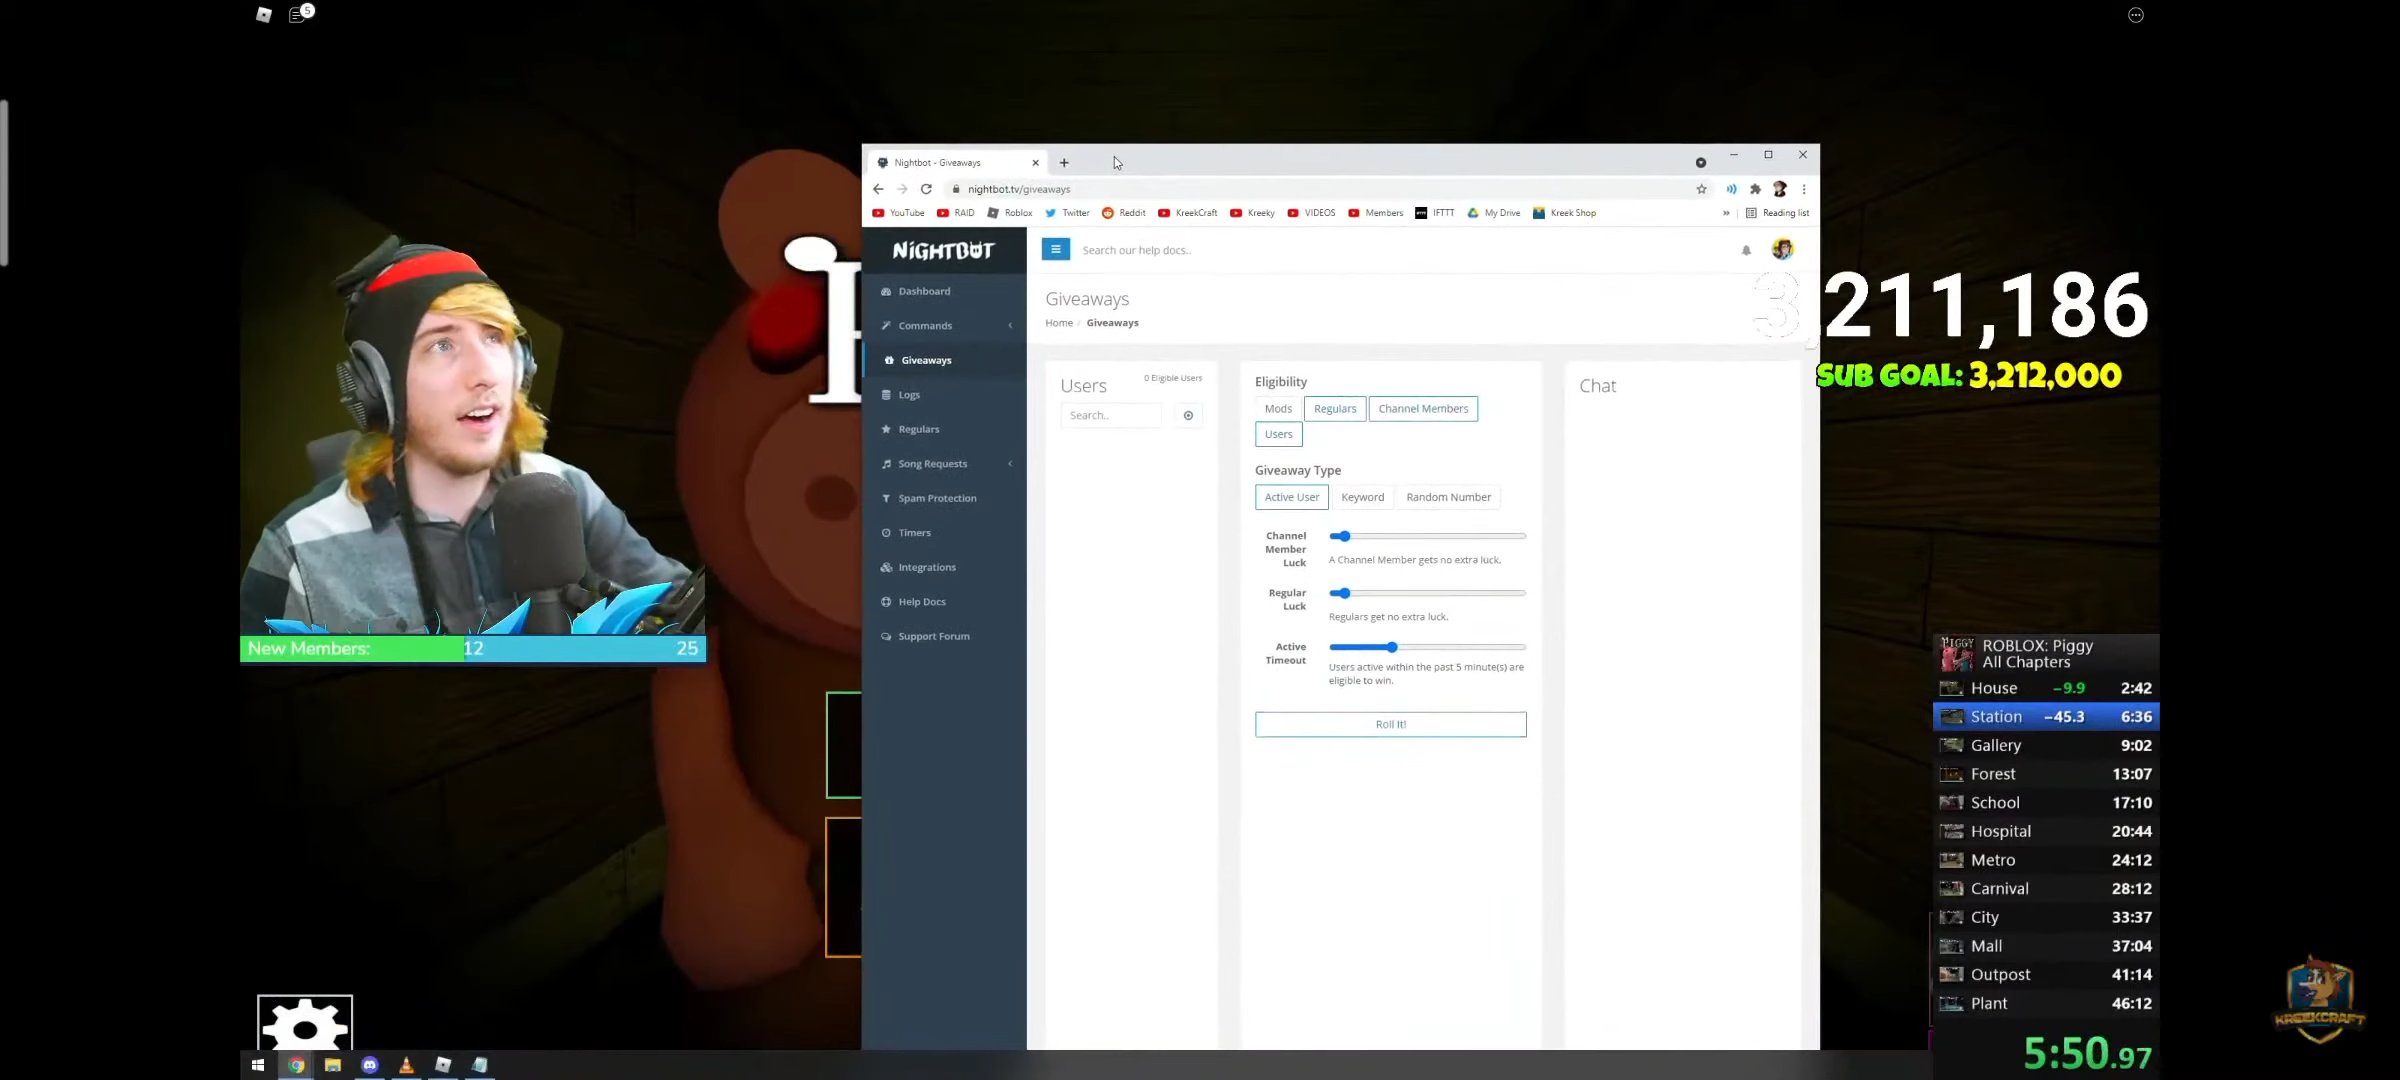 5
Nightbot - Giveaways
nightbot.tv/giveaways
YouTube RAID Roblox Twitter Reddit KreekCraft Kreeky VIDEOS Members IFTTT My Drive Kreek Shop » Reading list
NiGHTBOT
Search our help docs..
Dashboard
Commands
Giveaways
Logs
Regulars
Song Requests
Spam Protection
Timers
Integrations
Help Docs
Support Forum
Giveaways
Home / Giveaways
Users
0 Eligible Users
Search..
Eligibility
Mods Regulars Channel Members
Users
Giveaway Type
Active User Keyword Random Number
Channel
Member
Luck
A Channel Member gets no extra luck.
Regular
Luck
Regulars get no extra luck.
Active
Timeout
Users active within the past 5 minute(s) are
eligible to win.
Roll It!
Chat
3,211,186
SUB GOAL: 3,212,000
New Members: 12 25
PIGGY
ROBLOX: Piggy
All Chapters
House -9.9 2:42
Station -45.3 6:36
Gallery 9:02
Forest 13:07
School 17:10
Hospital 20:44
Metro 24:12
Carnival 28:12
City 33:37
Mall 37:04
Outpost 41:14
Plant 46:12
5:50.97
KREEKCRAFT